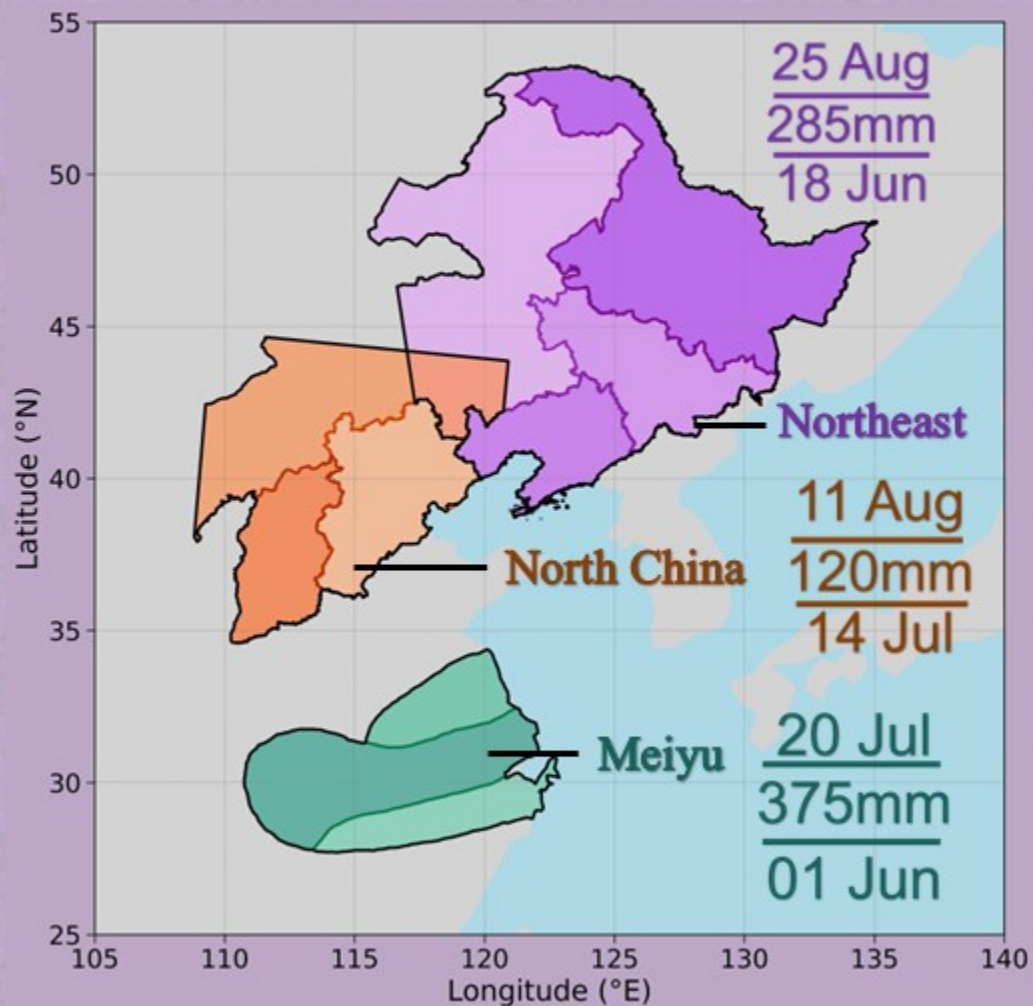 55
50
45
40
35
30
25
Latitude (°N)
25 Aug
285mm
18 Jun
Northeast
11 Aug
120mm
14 Jul
North China
20 Jul
375mm
01 Jun
Meiyu
105 110 115 120 125 130 135 140
Longitude (°E)